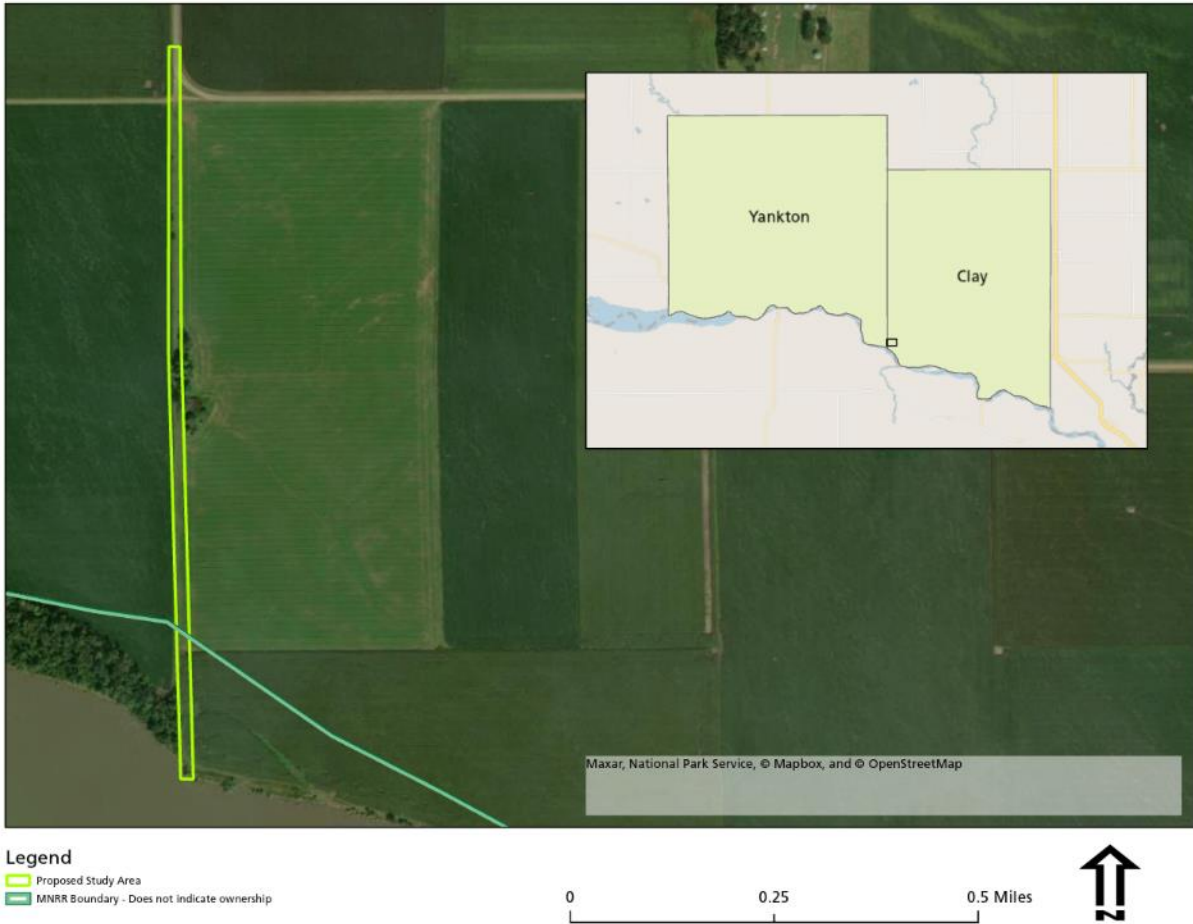 Yankton
Clay
Maxar, National Park Service, © Mapbox, and © OpenStreetMap
Legend
Proposed Study Area
MNRR Boundary - Does not indicate ownership
0 0.25 0.5 Miles
N